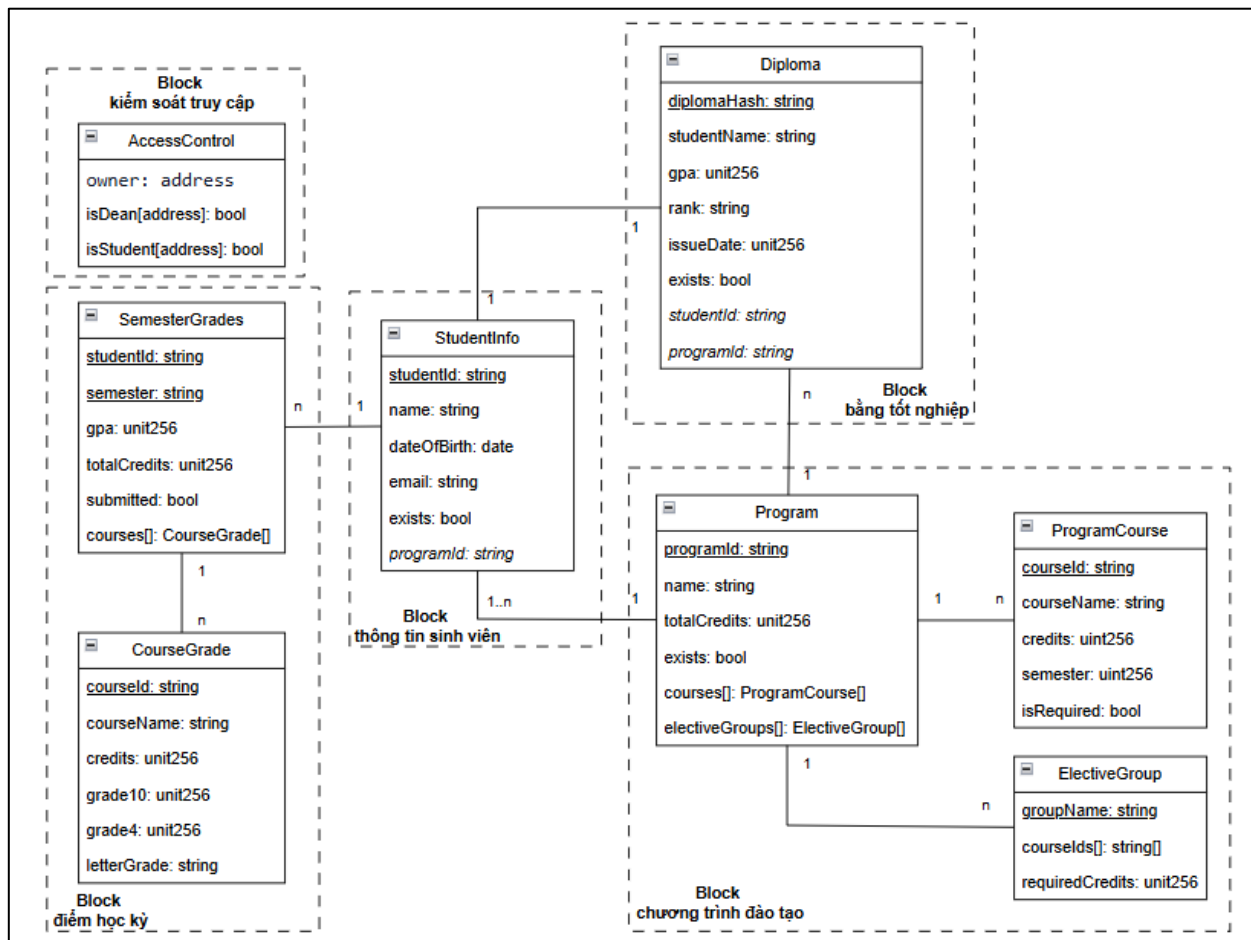 Block
kiểm soát truy cập
AccessControl
owner: address
isDean[address]: bool
isStudent[address]: bool
Diploma
diplomaHash: string
studentName: string
gpa: unit256
rank: string
issueDate: unit256
exists: bool
studentId: string
programId: string
Block
bằng tốt nghiệp
1
1
n
1
SemesterGrades
studentId: string
semester: string
gpa: unit256
totalCredits: unit256
submitted: bool
courses[]: CourseGrade[]
n
1
StudentInfo
studentId: string
name: string
dateOfBirth: date
email: string
exists: bool
programId: string
Block
thông tin sinh viên
1..n
1
1
n
CourseGrade
courseId: string
courseName: string
credits: unit256
grade10: unit256
grade4: unit256
letterGrade: string
Block
điểm học kỳ
Program
programId: string
name: string
totalCredits: unit256
exists: bool
courses[]: ProgramCourse[]
electiveGroups[]: ElectiveGroup[]
1
n
ProgramCourse
courseId: string
courseName: string
credits: uint256
semester: uint256
isRequired: bool
1
n
ElectiveGroup
groupName: string
courseIds[]: string[]
requiredCredits: unit256
Block
chương trình đào tạo